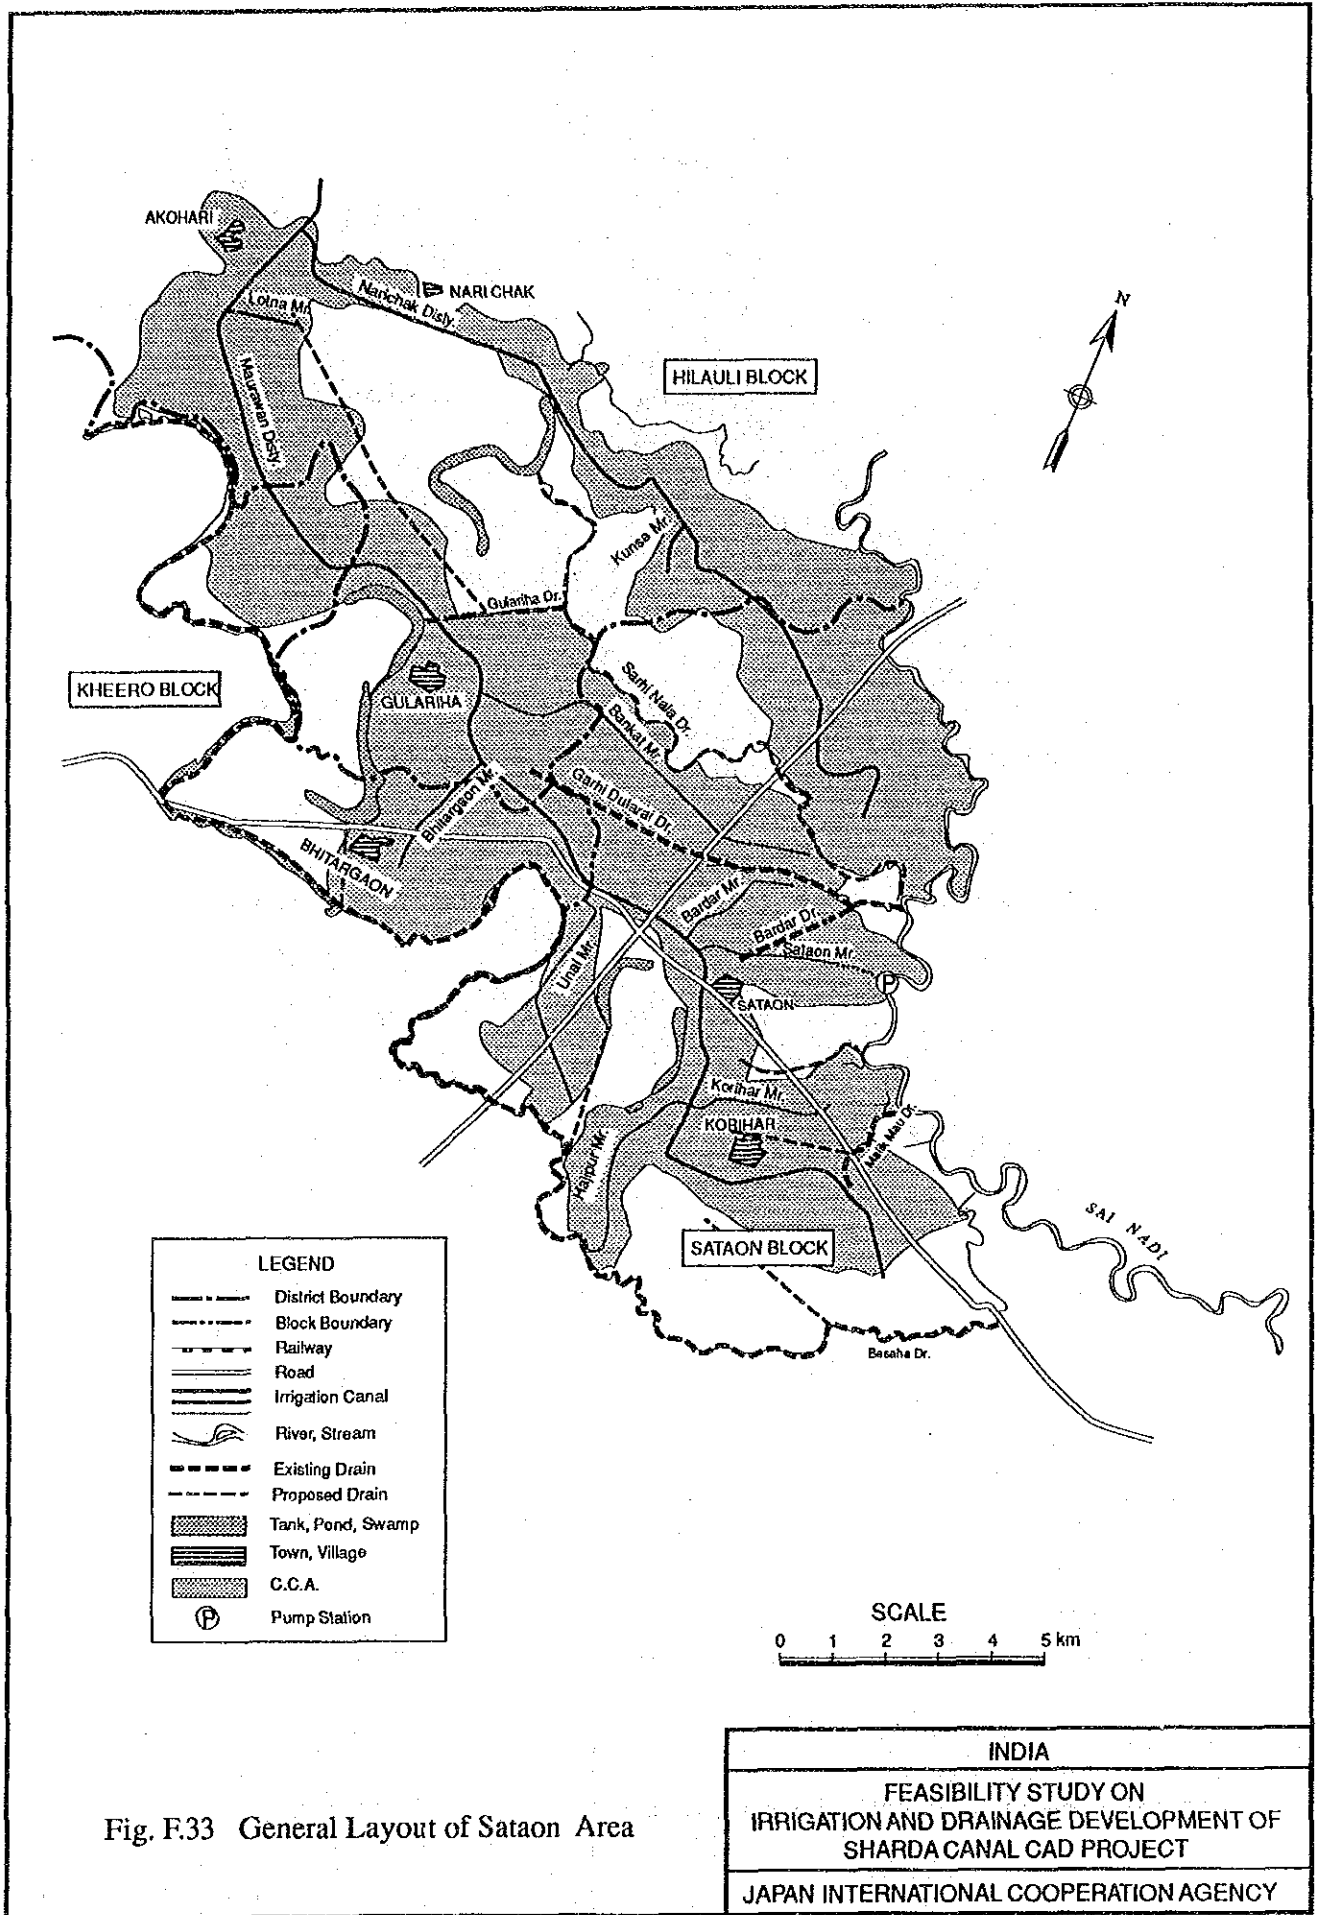 AKOHARI
NARI CHAK
Lotna Mr.
Narichak Disty.
N
HILAULI BLOCK
Maurawan Disty.
Kunsa Mr.
Gulariha Dr.
KHEERO BLOCK
GULARIHA
Sarhi Nala Dr.
Bankat Mr.
Garhi Dularai Dr.
Bhitargaon Mr.
BHITARGAON
Bardar Mr.
Bardar Dr.
Sataon Mr.
Unai Mr.
P
SATAON
Korihar Mr.
KORIHAR
Malik Mau Dr.
Hajipur Mr.
SAI NADI
SATAON BLOCK
Basaha Dr.
LEGEND
District Boundary
Block Boundary
Railway
Road
Irrigation Canal
River, Stream
Existing Drain
Proposed Drain
Tank, Pond, Swamp
Town, Village
C.C.A.
P Pump Station
SCALE
0 1 2 3 4 5 km
Fig. F.33 General Layout of Sataon Area
INDIA
FEASIBILITY STUDY ON
IRRIGATION AND DRAINAGE DEVELOPMENT OF
SHARDA CANAL CAD PROJECT
JAPAN INTERNATIONAL COOPERATION AGENCY